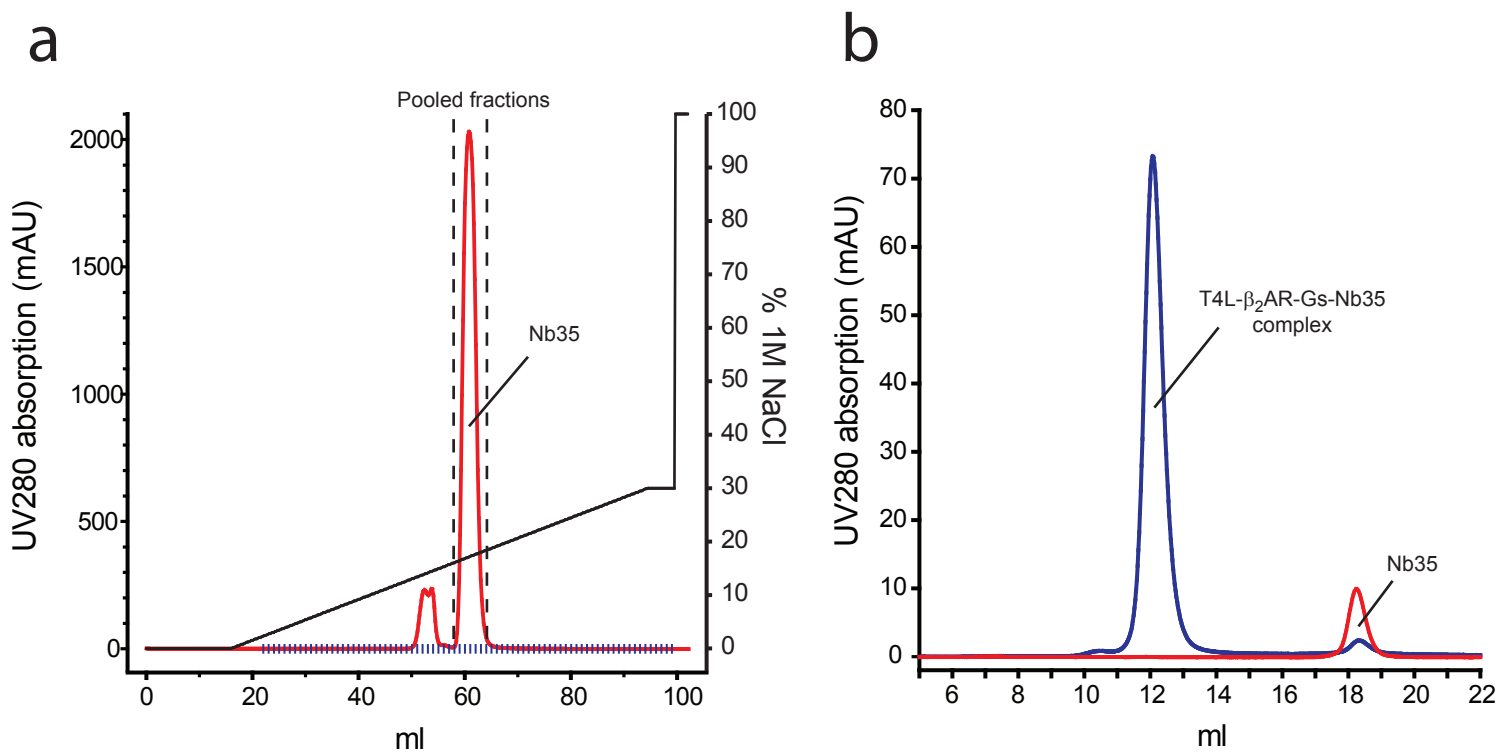 a
Pooled fractions
UV280 absorption (mAU)
2000
1500
1000
500
0
Nb35
100
90
80
70
60
50
40
30
20
10
0
% 1M NaCl
0 20 40 60 80 100
ml
b
UV280 absorption (mAU)
80
70
60
50
40
30
20
10
0
T4L-β₂AR-Gs-Nb35
complex
Nb35
6 8 10 12 14 16 18 20 22
ml